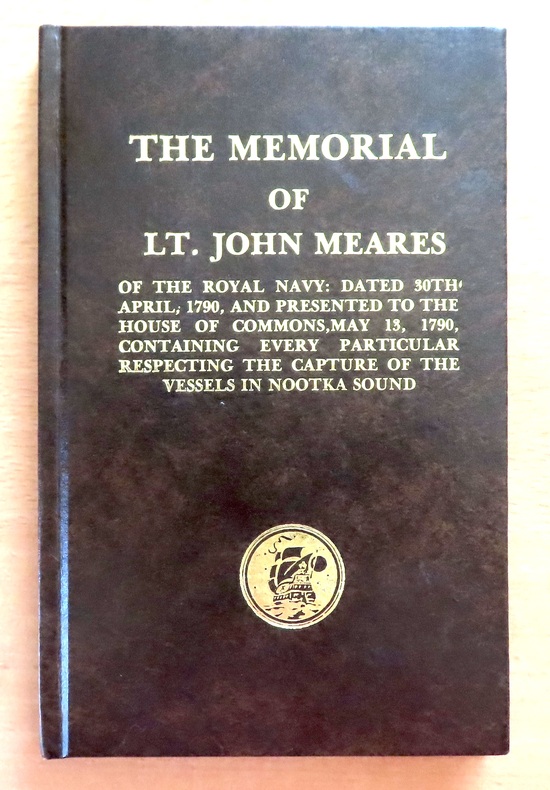 THE MEMORIAL
OF
LT. JOHN MEARES
OF THE ROYAL NAVY: DATED 30TH
APRIL; 1790, AND PRESENTED TO THE
HOUSE OF COMMONS,MAY 13, 1790,
CONTAINING EVERY PARTICULAR
RESPECTING THE CAPTURE OF THE
VESSELS IN NOOTKA SOUND